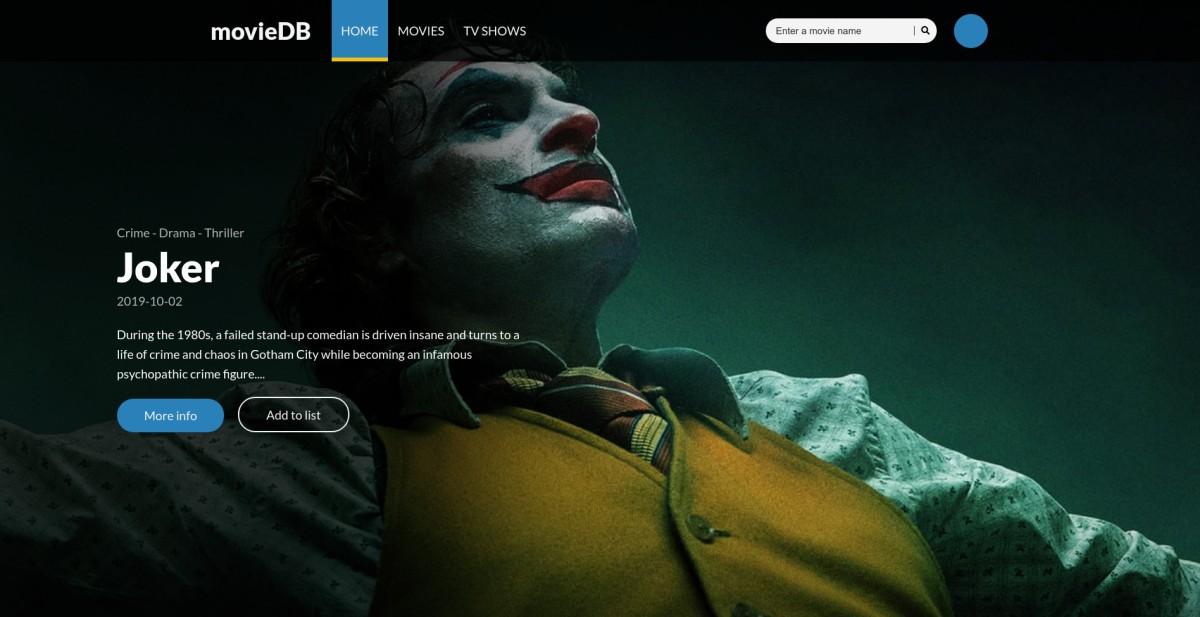 movieDB HOME MOVIES TV SHOWS Enter a movie name
Crime - Drama - Thriller
Joker
2019-10-02
During the 1980s, a failed stand-up comedian is driven insane and turns to a
life of crime and chaos in Gotham City while becoming an infamous
psychopathic crime figure....
More info Add to list